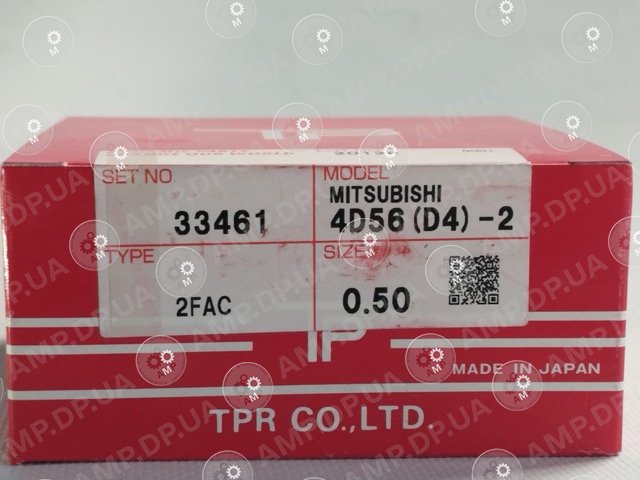 SET NO
33461
MODEL
MITSUBISHI
4D56(D4)-2
TYPE
2FAC
SIZE
0.50
TP
MADE IN JAPAN
TPR CO.,LTD.
AMP.DP.UA